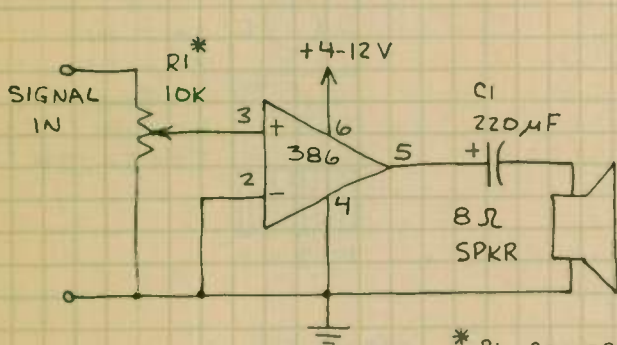 R1*
10K
SIGNAL
IN
+4-12V
3
+
6
386
5
2
-
4
C1
220µF
+
8Ω
SPKR
*